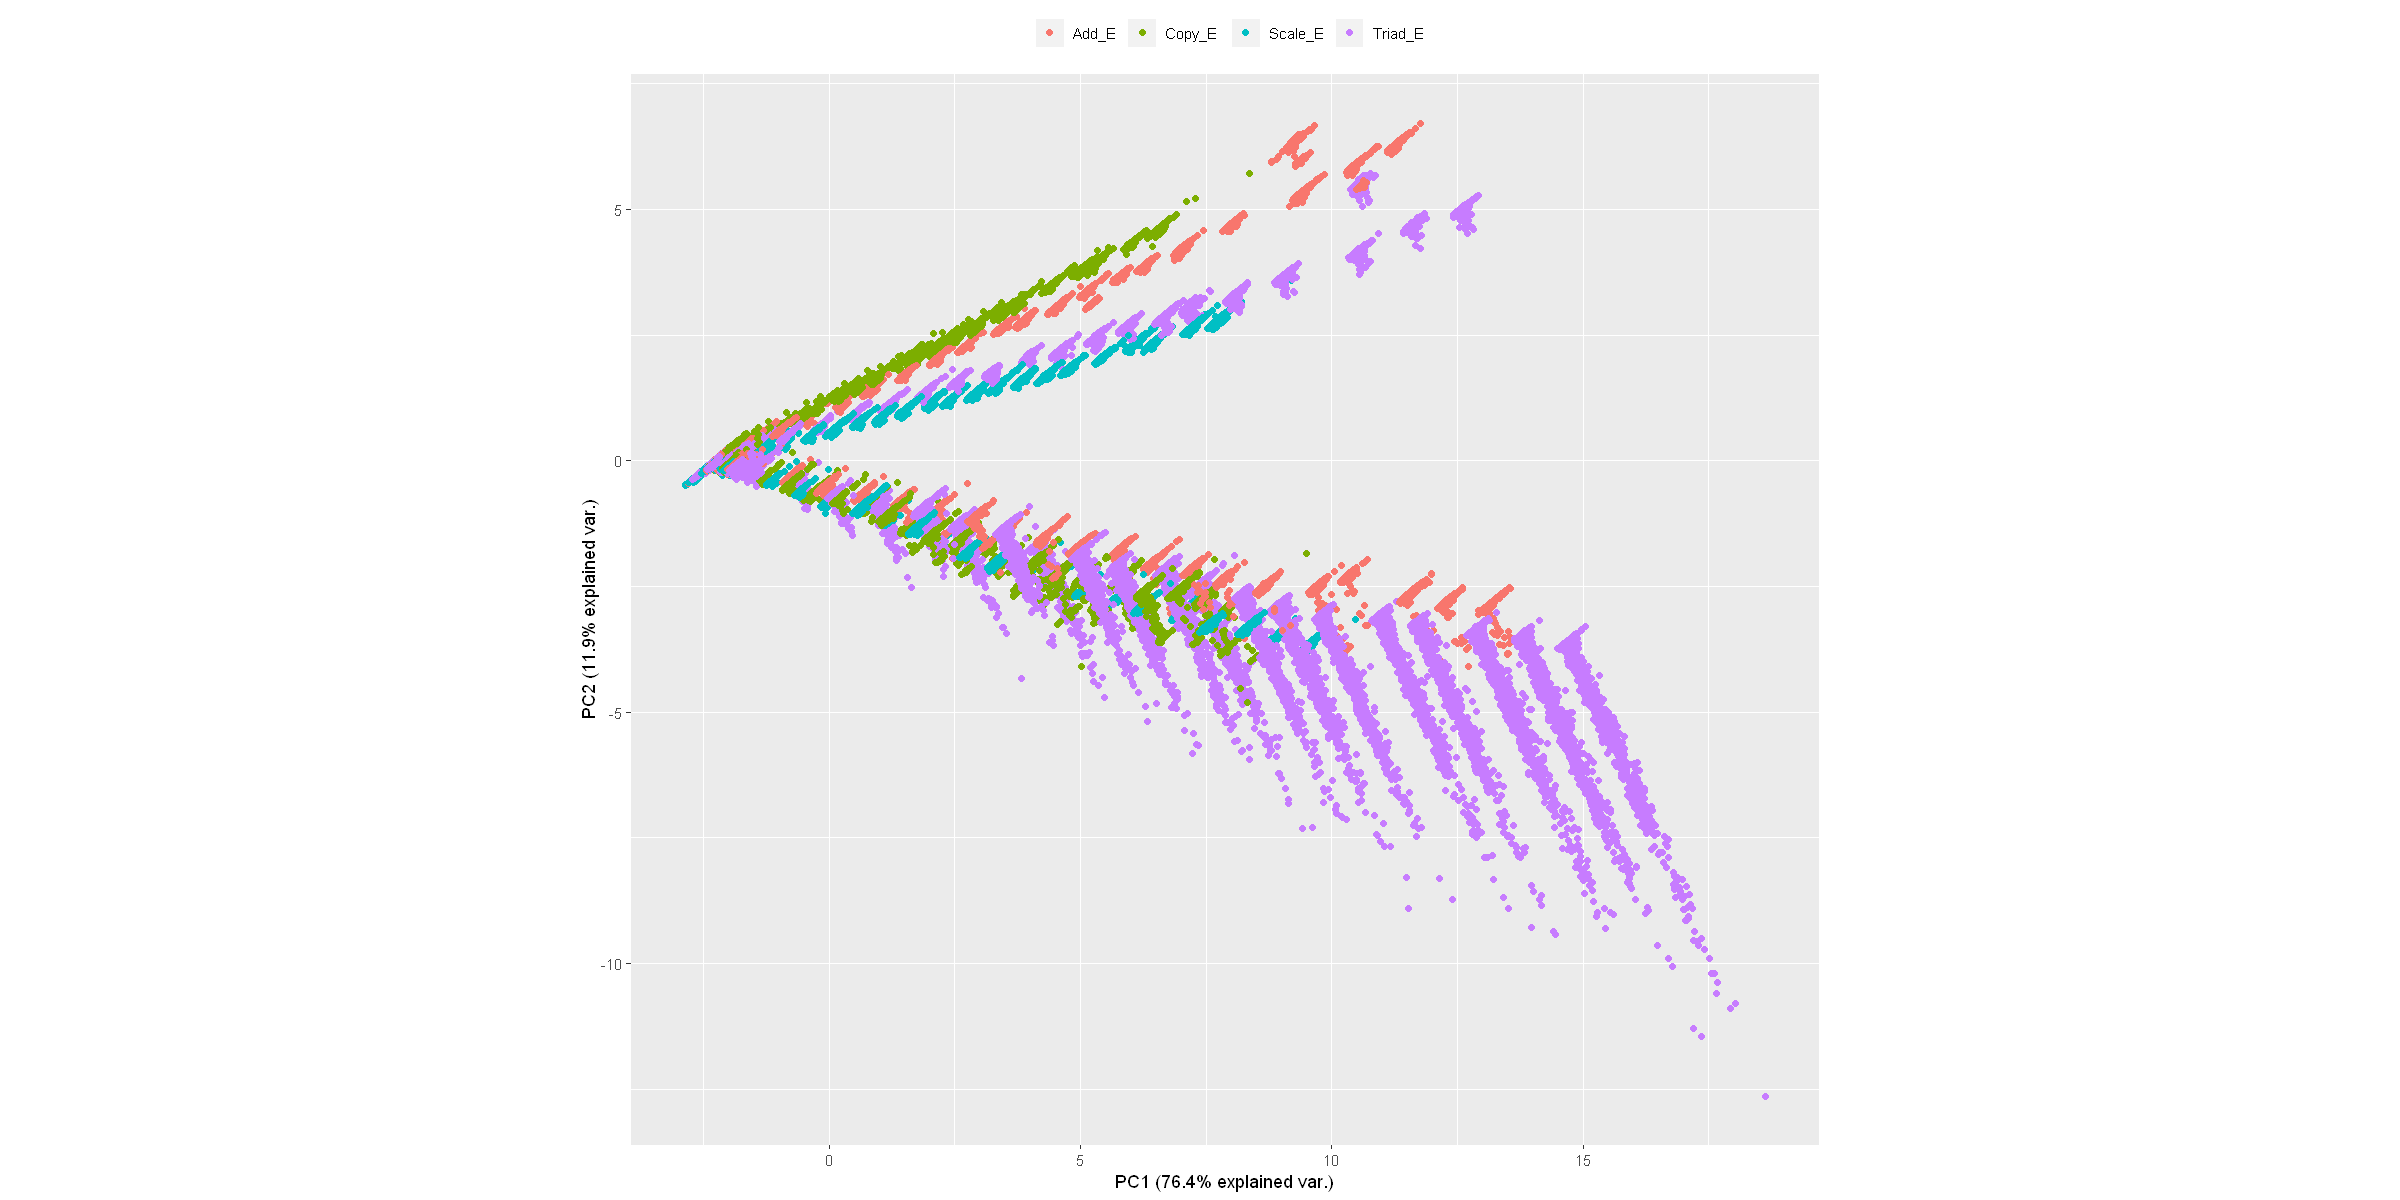 Add_E Copy_E Scale_E Triad_E
5
0
-5
-10
PC2 (11.9% explained var.)
0 5 10 15
PC1 (76.4% explained var.)